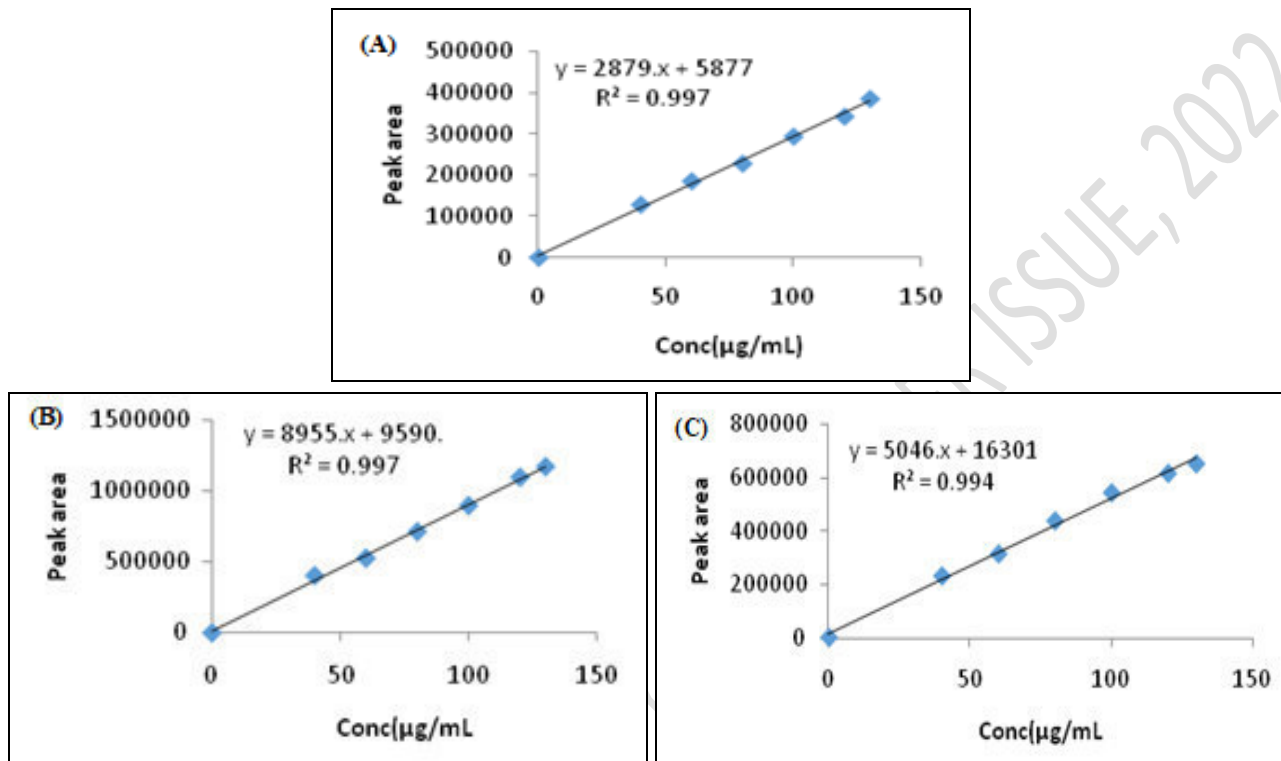 (A)
500000
400000
300000
200000
100000
0
Peak area
y = 2879.x + 5877
R² = 0.997
0 50 100 150
Conc(µg/mL)
(B)
1500000
1000000
500000
0
Peak area
y = 8955.x + 9590.
R² = 0.997
0 50 100 150
Conc(µg/mL
(C)
800000
600000
400000
200000
0
Peak area
y = 5046.x + 16301
R² = 0.994
0 50 100 150
Conc(µg/mL
ISSUE, 2022